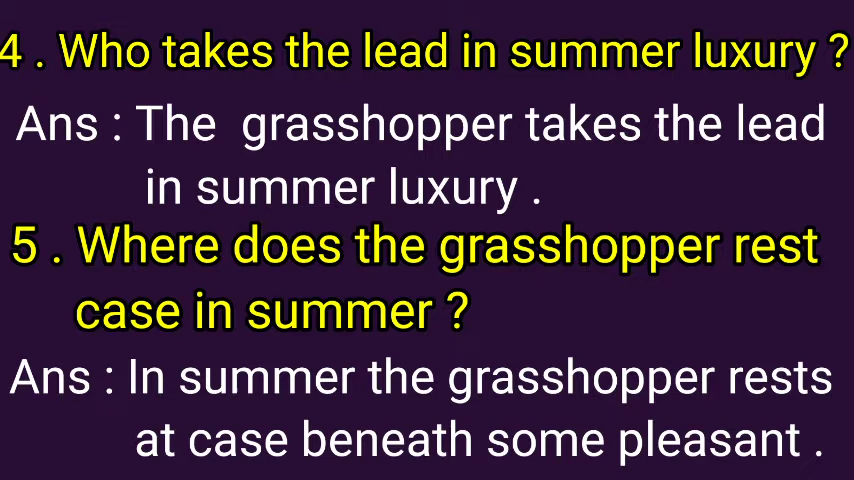 4 . Who takes the lead in summer luxury ?
Ans : The grasshopper takes the lead
in summer luxury .
5 . Where does the grasshopper rest
case in summer ?
Ans : In summer the grasshopper rests
at case beneath some pleasant .